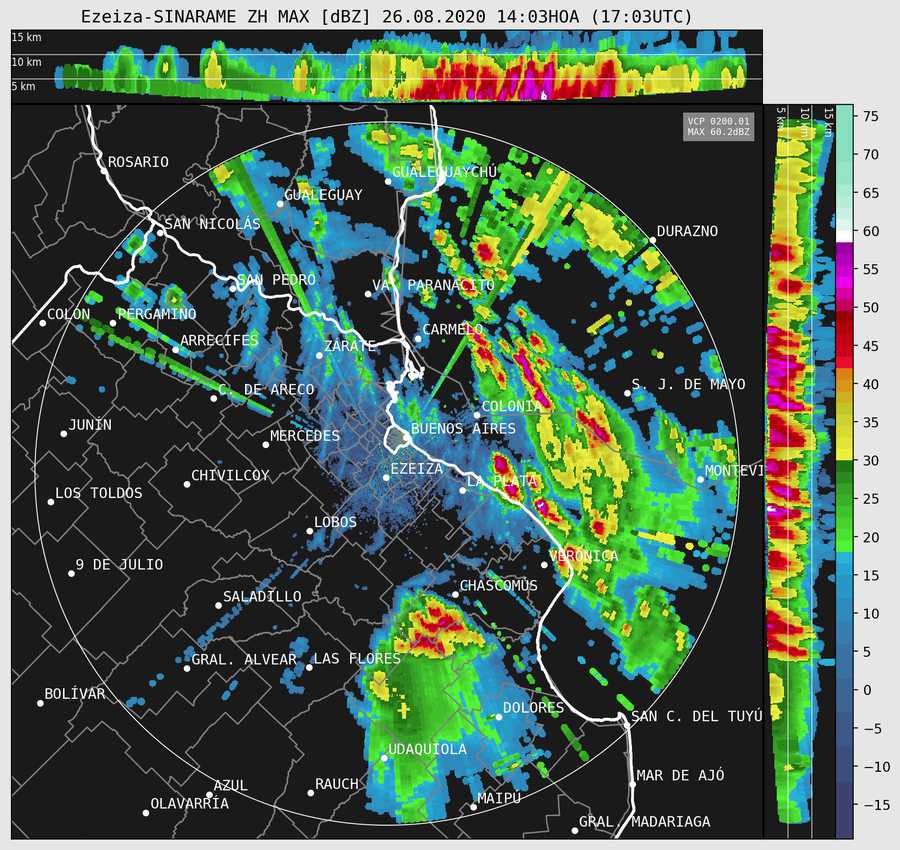 Ezeiza-SINARAME ZH MAX [dBZ] 26.08.2020 14:03HOA (17:03UTC)
15 km
10 km
5 km
5 km
10 km
15 km
VCP 0200.01
MAX 60.2dBZ
ROSARIO
GUALEGUAYCHÚ
GUALEGUAY
SAN NICOLÁS
DURAZNO
SAN PEDRO
COLÓN
PERGAMINO
CARMELO
ARRECIFES
ZÁRATE
C. DE ARECO
S. J. DE MAYO
COLONIA
JUNÍN
MERCEDES
BUENOS AIRES
EZEIZA
MONTEVI
CHIVILCOY
LA PLATA
LOS TOLDOS
LOBOS
VERÓNICA
9 DE JULIO
CHASCOMÚS
SALADILLO
GRAL. ALVEAR
LAS FLORES
BOLÍVAR
DOLORES
SAN C. DEL TUYÚ
UDAQUIOLA
MAR DE AJÓ
AZUL
RAUCH
OLAVARRÍA
MAIPU
GRAL. MADARIAGA
75
70
65
60
55
50
45
40
35
30
25
20
15
10
5
0
−5
−10
−15